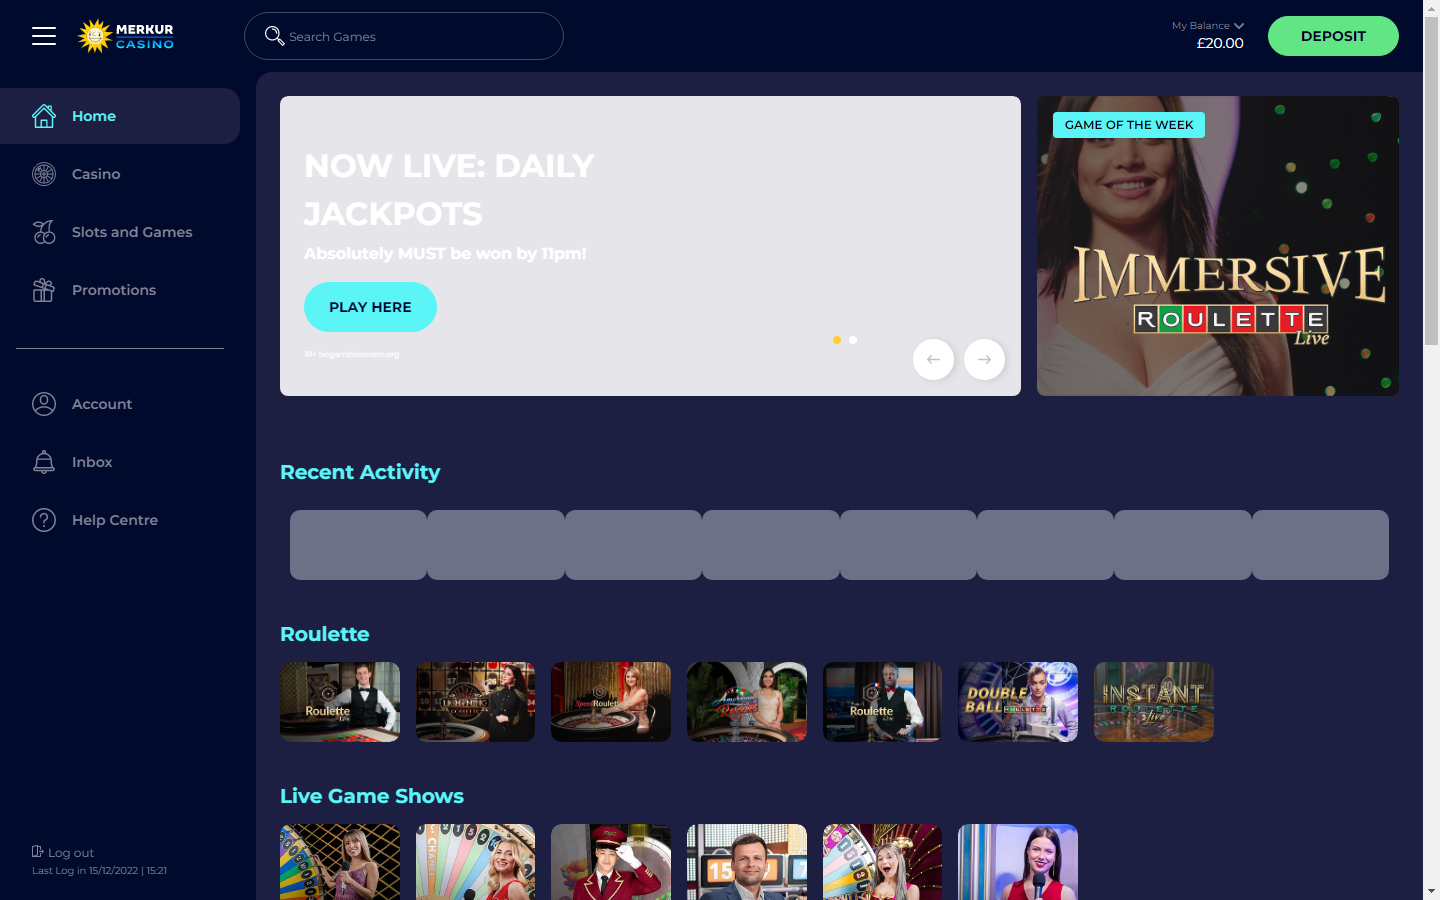 MERKUR
CASINO
Search Games
My Balance
£20.00
DEPOSIT
Home
Casino
Slots and Games
Promotions
Account
Inbox
Help Centre
Log out
Last Log in 15/12/2022 | 15:21
NOW LIVE: DAILY
JACKPOTS
Absolutely MUST be won by 11pm!
PLAY HERE
18+ begambleaware.org
GAME OF THE WEEK
IMMERSIVE
ROULETTE
Live
Recent Activity
Roulette
Roulette
Live
Speed Roulette
American
Roulette
Roulette
Live
DOUBLE
BALL
ROULETTE
INSTANT
ROULETTE
live
Live Game Shows